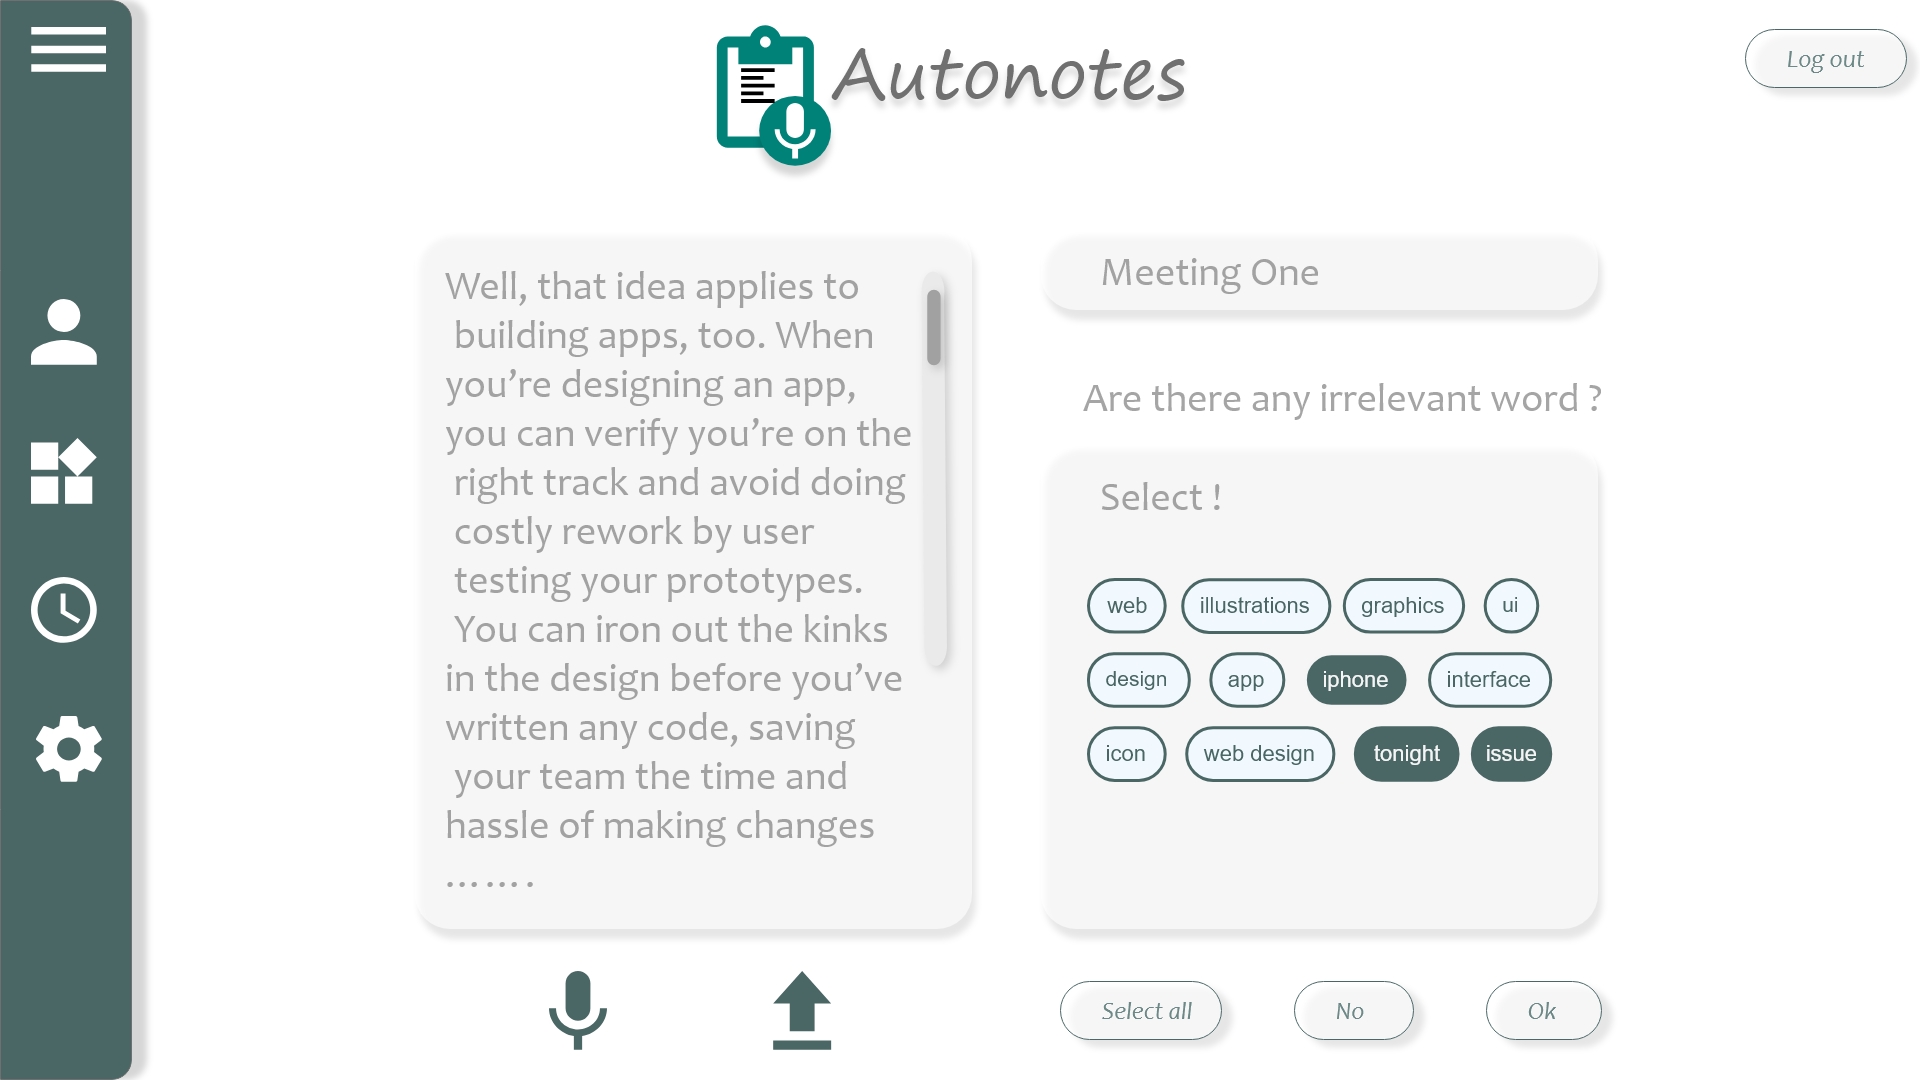 Autonotes
Log out
Well, that idea applies to
building apps, too. When
you’re designing an app,
you can verify you’re on the
right track and avoid doing
costly rework by user
testing your prototypes.
You can iron out the kinks
in the design before you’ve
written any code, saving
your team the time and
hassle of making changes
…….
Meeting One
Are there any irrelevant word ?
Select !
web illustrations graphics ui
design app iphone interface
icon web design tonight issue
Select all No Ok